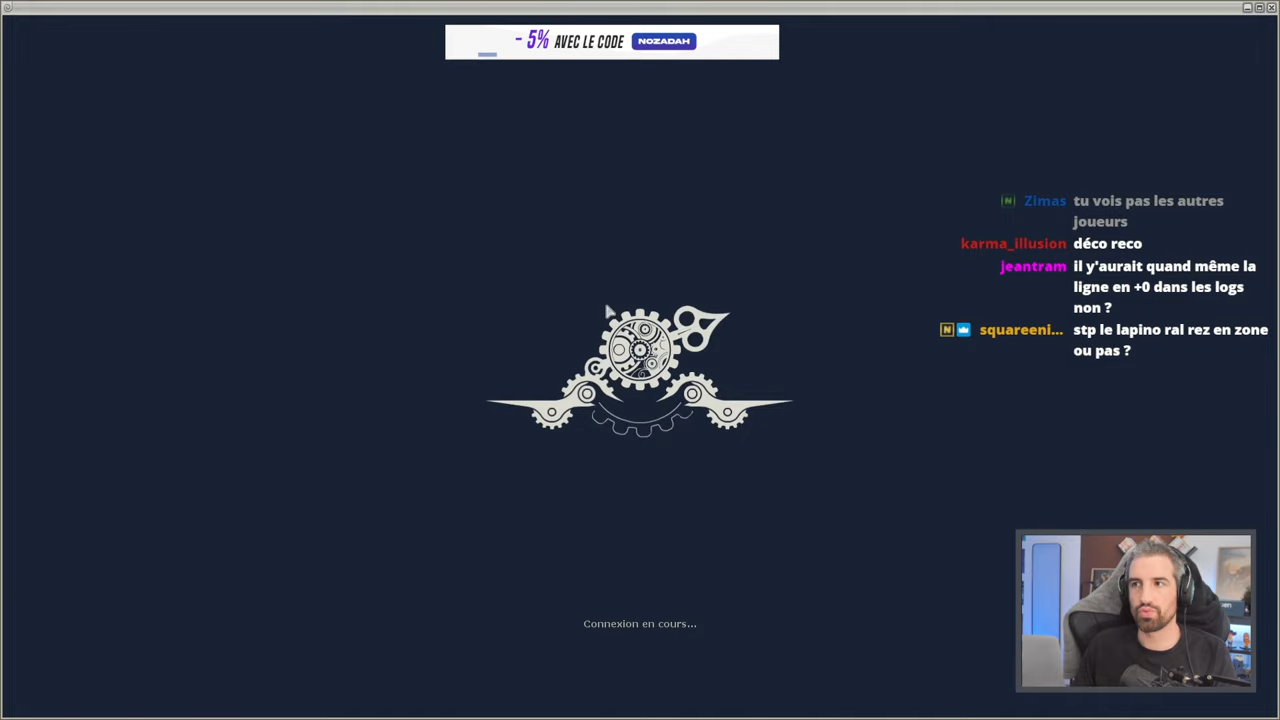 - 5% AVEC LE CODE NOZADAH
Zimas tu vois pas les autres
joueurs
karma_illusion déco reco
jeantram il y'aurait quand même la
ligne en +0 dans les logs
non ?
squareeni... stp le lapino ral rez en zone
ou pas ?
Connexion en cours...